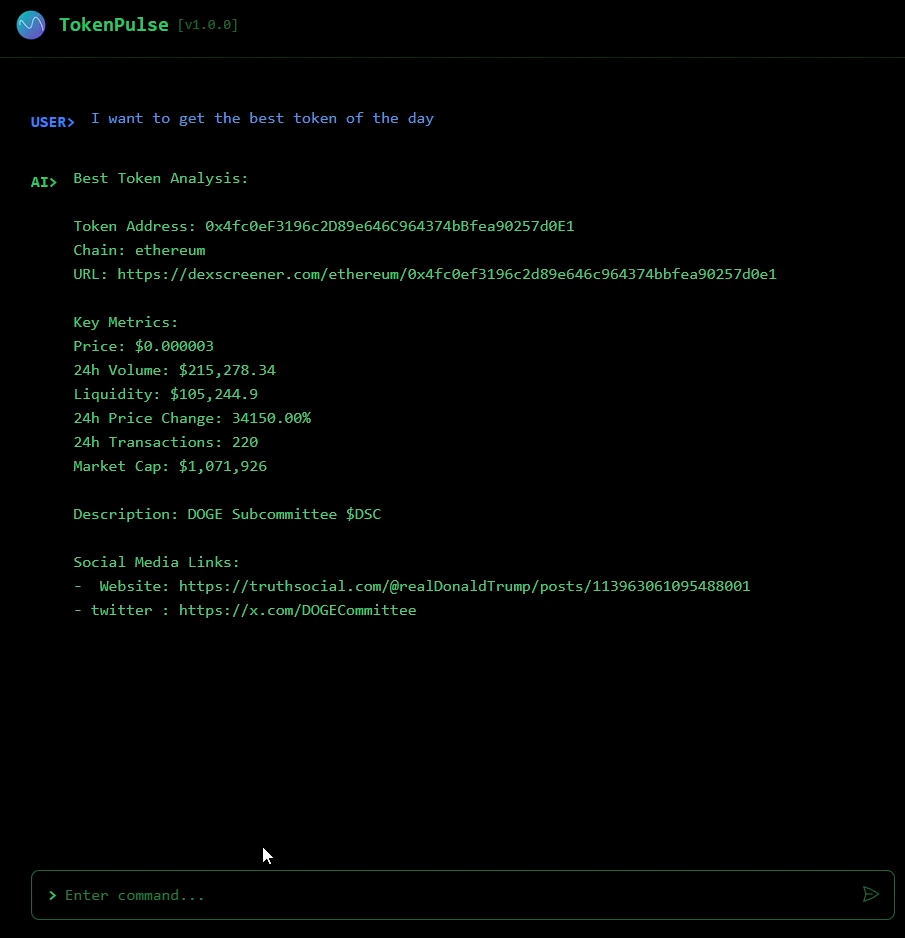 TokenPulse [v1.0.0]
USER> I want to get the best token of the day
AI> Best Token Analysis:
Token Address: 0x4fc0eF3196c2D89e646C964374bBfea90257d0E1
Chain: ethereum
URL: https://dexscreener.com/ethereum/0x4fc0ef3196c2d89e646c964374bbfea90257d0e1
Key Metrics:
Price: $0.000003
24h Volume: $215,278.34
Liquidity: $105,244.9
24h Price Change: 34150.00%
24h Transactions: 220
Market Cap: $1,071,926
Description: DOGE Subcommittee $DSC
Social Media Links:
-  Website: https://truthsocial.com/@realDonaldTrump/posts/113963061095488001
- twitter : https://x.com/DOGECommittee
> Enter command...